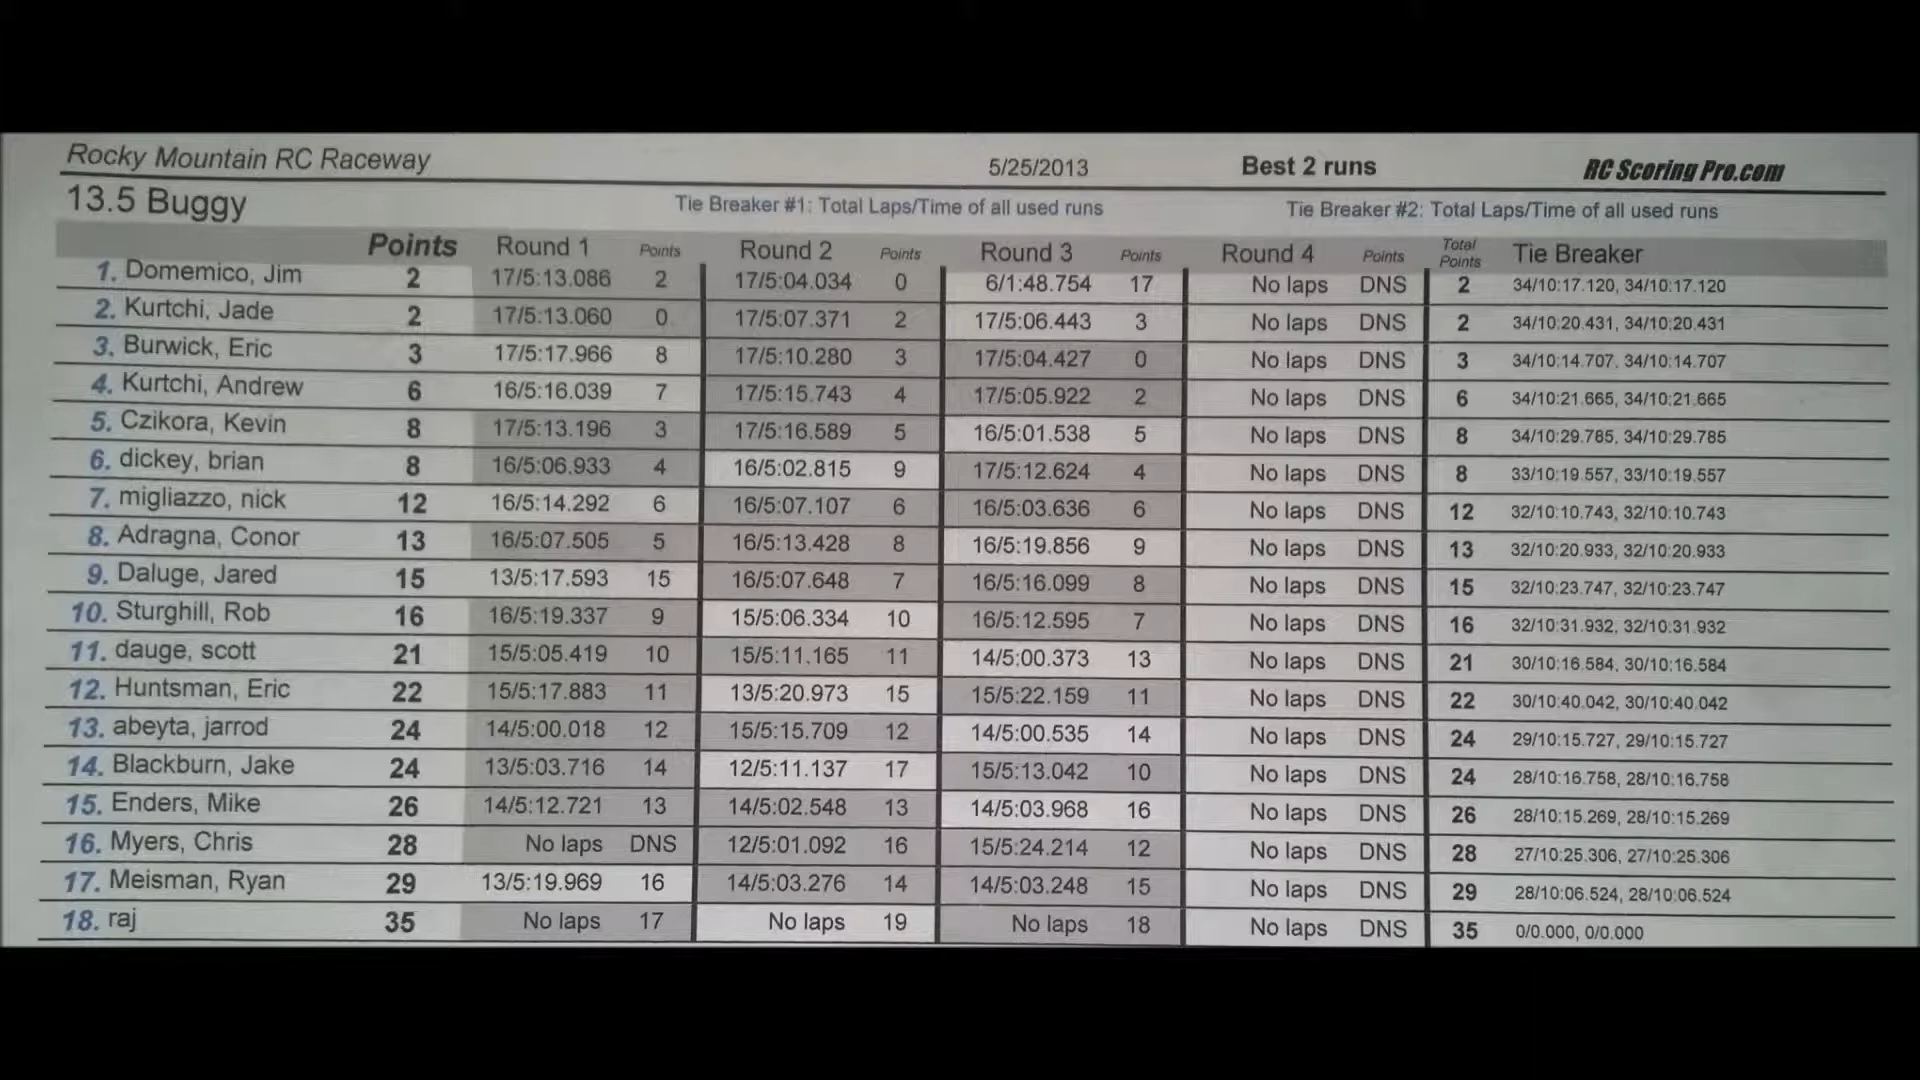 Rocky Mountain RC Raceway 5/25/2013 Best 2 runs RC Scoring Pro.com
13.5 Buggy Tie Breaker #1: Total Laps/Time of all used runs Tie Breaker #2: Total Laps/Time of all used runs
Points Round 1 Points Round 2 Points Round 3 Points Round 4 Points Total Points Tie Breaker
1. Domemico, Jim 2 17/5:13.086 2 17/5:04.034 0 6/1:48.754 17 No laps DNS 2 34/10:17.120, 34/10:17.120
2. Kurtchi, Jade 2 17/5:13.060 0 17/5:07.371 2 17/5:06.443 3 No laps DNS 2 34/10:20.431, 34/10:20.431
3. Burwick, Eric 3 17/5:17.966 8 17/5:10.280 3 17/5:04.427 0 No laps DNS 3 34/10:14.707, 34/10:14.707
4. Kurtchi, Andrew 6 16/5:16.039 7 17/5:15.743 4 17/5:05.922 2 No laps DNS 6 34/10:21.665, 34/10:21.665
5. Czikora, Kevin 8 17/5:13.196 3 17/5:16.589 5 16/5:01.538 5 No laps DNS 8 34/10:29.785, 34/10:29.785
6. dickey, brian 8 16/5:06.933 4 16/5:02.815 9 17/5:12.624 4 No laps DNS 8 33/10:19.557, 33/10:19.557
7. migliazzo, nick 12 16/5:14.292 6 16/5:07.107 6 16/5:03.636 6 No laps DNS 12 32/10:10.743, 32/10:10.743
8. Adragna, Conor 13 16/5:07.505 5 16/5:13.428 8 16/5:19.856 9 No laps DNS 13 32/10:20.933, 32/10:20.933
9. Daluge, Jared 15 13/5:17.593 15 16/5:07.648 7 16/5:16.099 8 No laps DNS 15 32/10:23.747, 32/10:23.747
10. Sturghill, Rob 16 16/5:19.337 9 15/5:06.334 10 16/5:12.595 7 No laps DNS 16 32/10:31.932, 32/10:31.932
11. dauge, scott 21 15/5:05.419 10 15/5:11.165 11 14/5:00.373 13 No laps DNS 21 30/10:16.584, 30/10:16.584
12. Huntsman, Eric 22 15/5:17.883 11 13/5:20.973 15 15/5:22.159 11 No laps DNS 22 30/10:40.042, 30/10:40.042
13. abeyta, jarrod 24 14/5:00.018 12 15/5:15.709 12 14/5:00.535 14 No laps DNS 24 29/10:15.727, 29/10:15.727
14. Blackburn, Jake 24 13/5:03.716 14 12/5:11.137 17 15/5:13.042 10 No laps DNS 24 28/10:16.758, 28/10:16.758
15. Enders, Mike 26 14/5:12.721 13 14/5:02.548 13 14/5:03.968 16 No laps DNS 26 28/10:15.269, 28/10:15.269
16. Myers, Chris 28 No laps DNS 12/5:01.092 16 15/5:24.214 12 No laps DNS 28 27/10:25.306, 27/10:25.306
17. Meisman, Ryan 29 13/5:19.969 16 14/5:03.276 14 14/5:03.248 15 No laps DNS 29 28/10:06.524, 28/10:06.524
18. raj 35 No laps 17 No laps 19 No laps 18 No laps DNS 35 0/0.000, 0/0.000